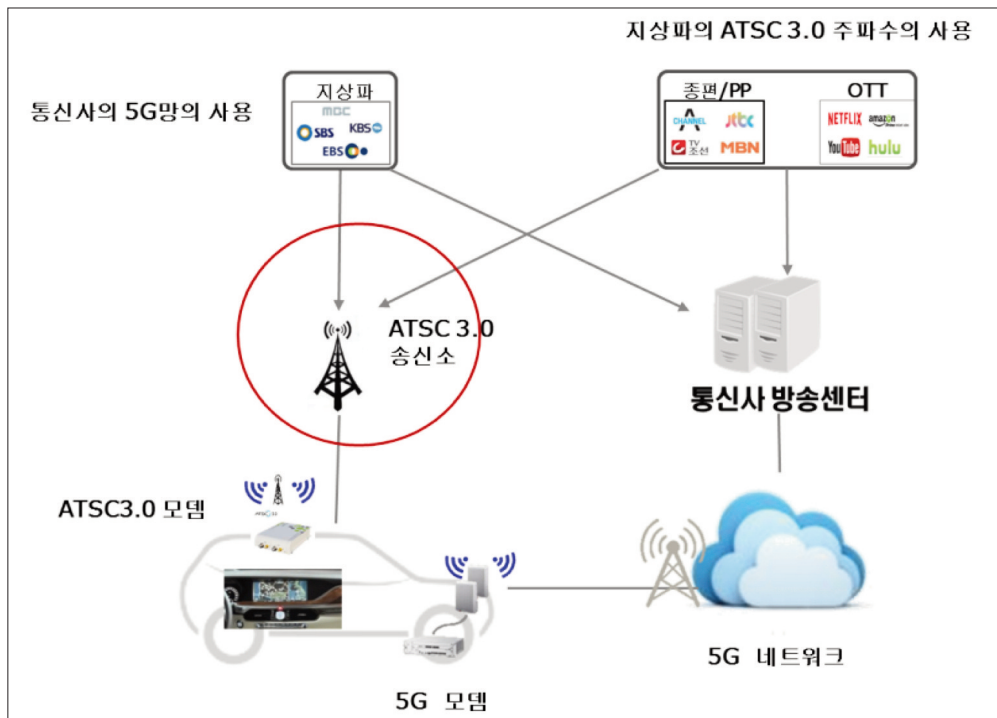 지상파의 ATSC 3.0 주파수의 사용
통신사의 5G망의 사용
지상파
mbc
SBS
KBS
EBS
종편/PP
CHANNEL A
jtbc
TV
조선
MBN
OTT
NETFLIX
amazon
YouTube
hulu
ATSC 3.0
송신소
통신사 방송센터
ATSC3.0 모뎀
5G 네트워크
5G 모뎀